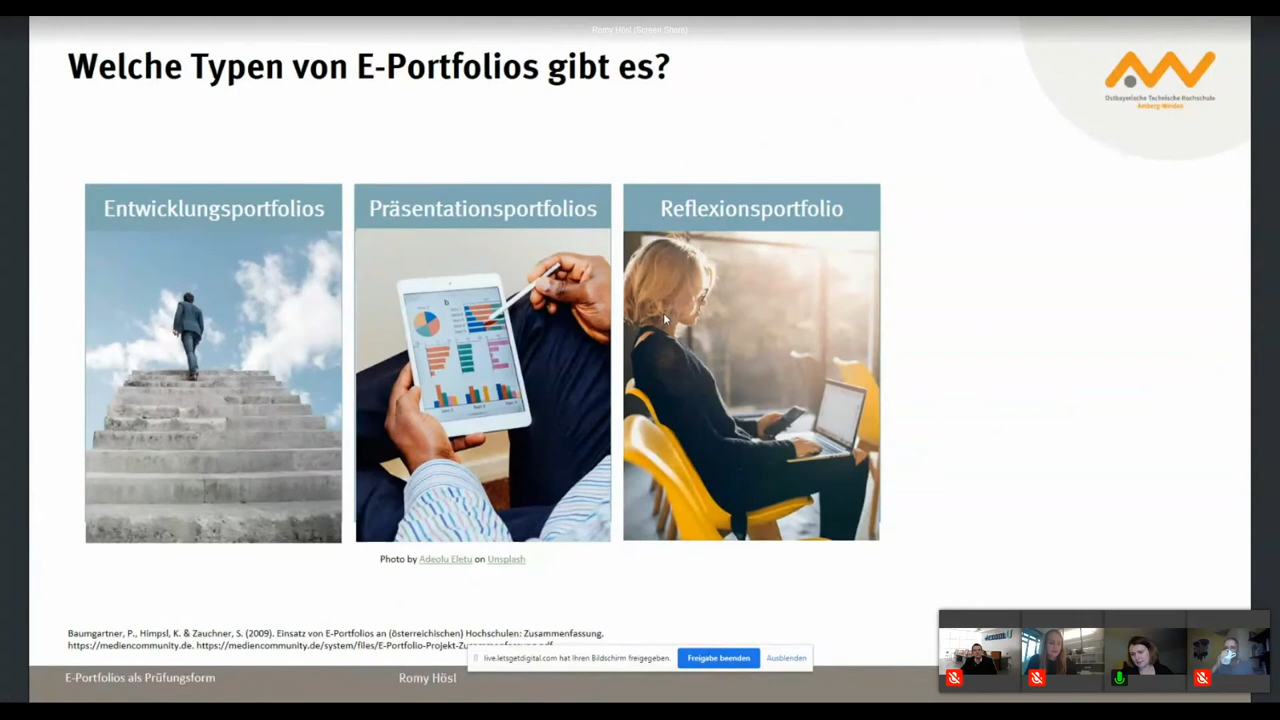 Romy Hösl (Screen Share)
Welche Typen von E-Portfolios gibt es?
Ostbayerische Technische Hochschule
Amberg-Weiden
Entwicklungsportfolios
Präsentationsportfolios
Reflexionsportfolio
Photo by Adeolu Eletu on Unsplash
Baumgartner, P., Himpsl, K. & Zauchner, S. (2009). Einsatz von E-Portfolios an (österreichischen) Hochschulen: Zusammenfassung,
https://mediencommunity.de. https://mediencommunity.de/system/files/E-Portfolio-Projekt-Zusammenfassung.pdf
live.letsgetdigital.com hat Ihren Bildschirm freigegeben.
Freigabe beenden
Ausblenden
E-Portfolios als Prüfungsform
Romy Hösl